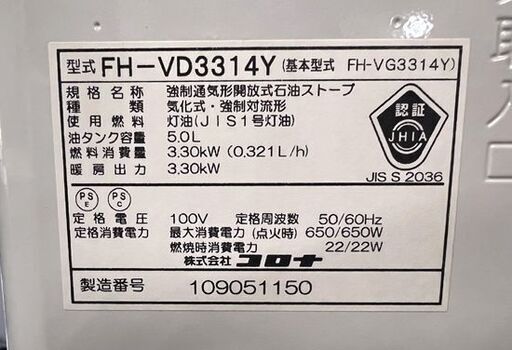 型式 FH-VD3314Y (基本型式 FH-VG3314Y)
規格名称 強制通気形開放式石油ストーブ
種類 気化式・強制対流形
使用燃料 灯油(JIS1号灯油)
油タンク容量 5.0L
燃料消費量 3.30kW (0.321L/h)
暖房出力 3.30kW
認証
JHIA
JIS S 2036
PS E PS C
定格電圧 100V 定格周波数 50/60Hz
定格消費電力 最大消費電力 (点火時) 650/650W
燃焼時消費電力 22/22W
株式会社 コロナ
製造番号 109051150
取入口